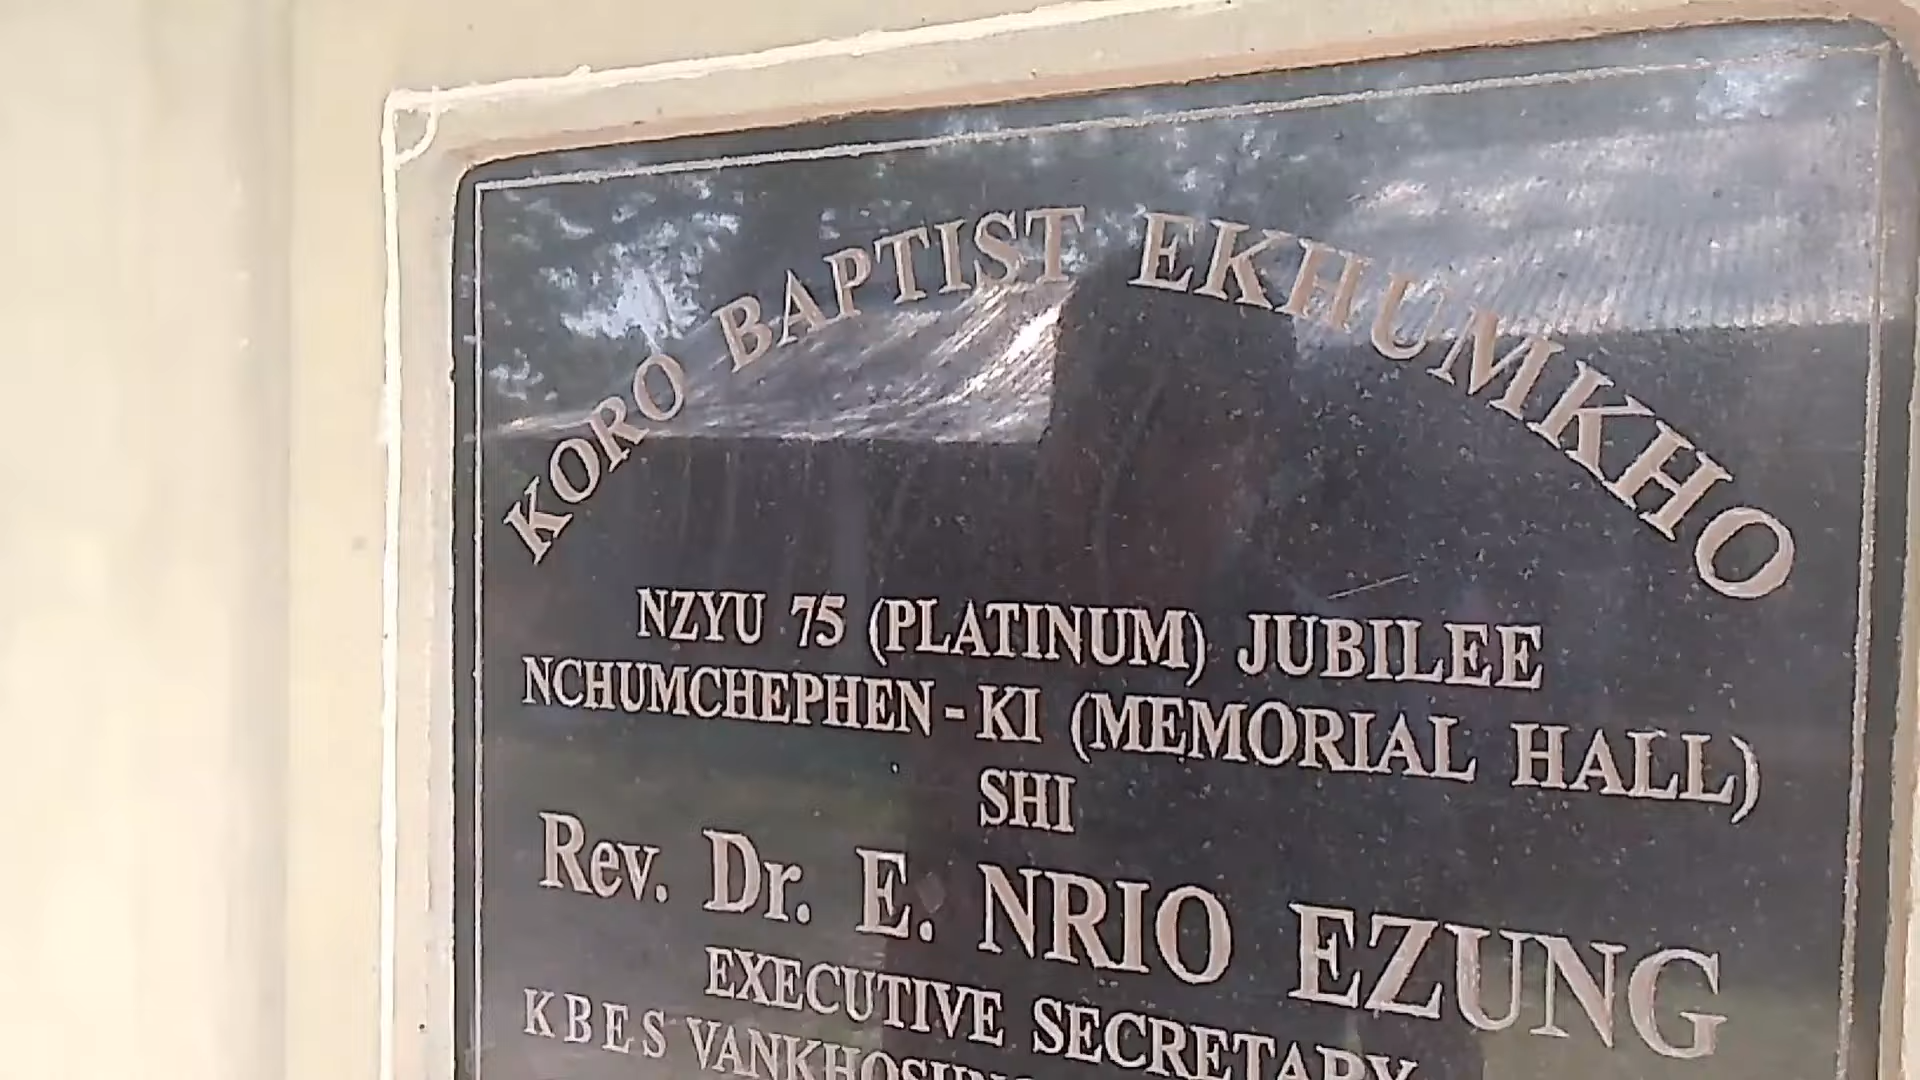 KORO BAPTIST EKHUMKHO
NZYU 75 (PLATINUM) JUBILEE
NCHUMCHEPHEN - KI (MEMORIAL HALL)
SHI
Rev. Dr. E. NRIO EZUNG
EXECUTIVE SECRETARY
KBES